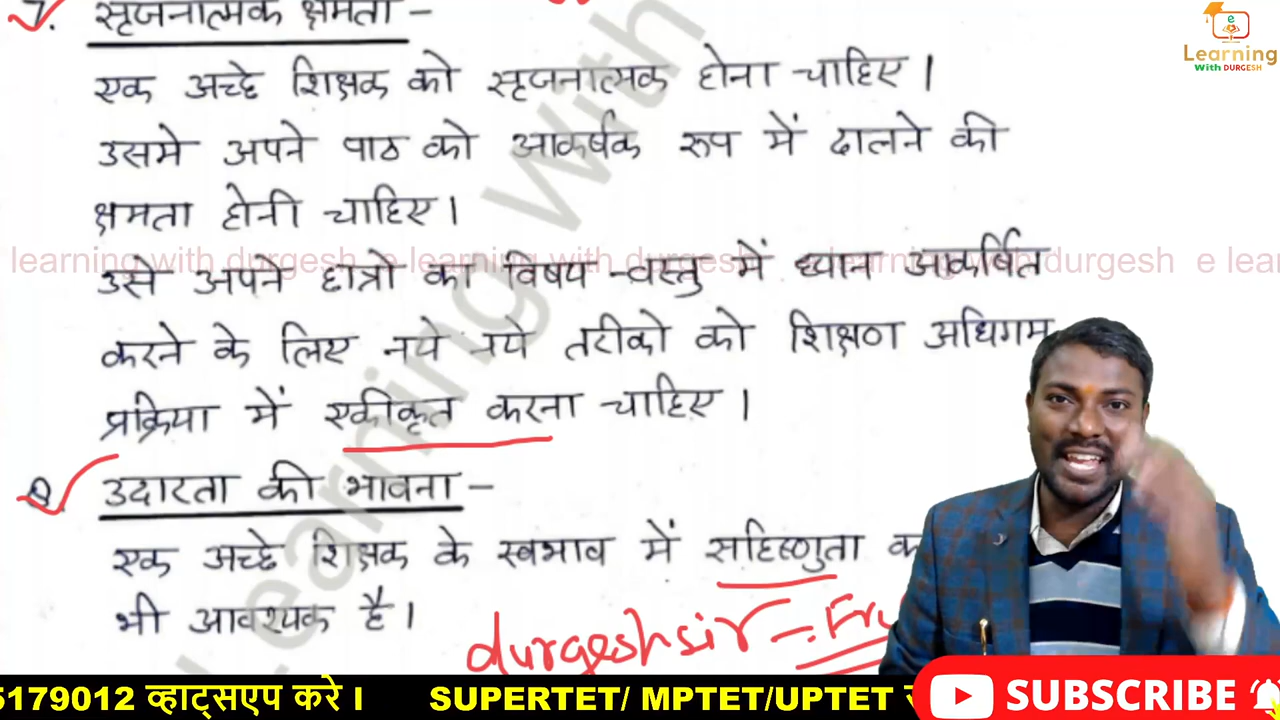 7. सृजनात्मक क्षमता –
एक अच्छे शिक्षक को सृजनात्मक होना चाहिए।
उसमे अपने पाठ को आकर्षक रूप में ढालने की
क्षमता होनी चाहिए।
उसे अपने छात्रो का विषय-वस्तु में ध्यान आकर्षित
करने के लिए नये नये तरीको को शिक्षण अधिगम
प्रक्रिया में एकीकृत करना चाहिए।
8. उदारता की भावना –
एक अच्छे शिक्षक के स्वभाव में सहिष्णुता
भी आवश्यक है।
durgeshsir –
e
Learning
With DURGESH
learning with durgesh e learning with durgesh learning with durgesh e lear
Learning With
5179012 व्हाट्सएप करे I SUPERTET/ MPTET/UPTET
SUBSCRIBE